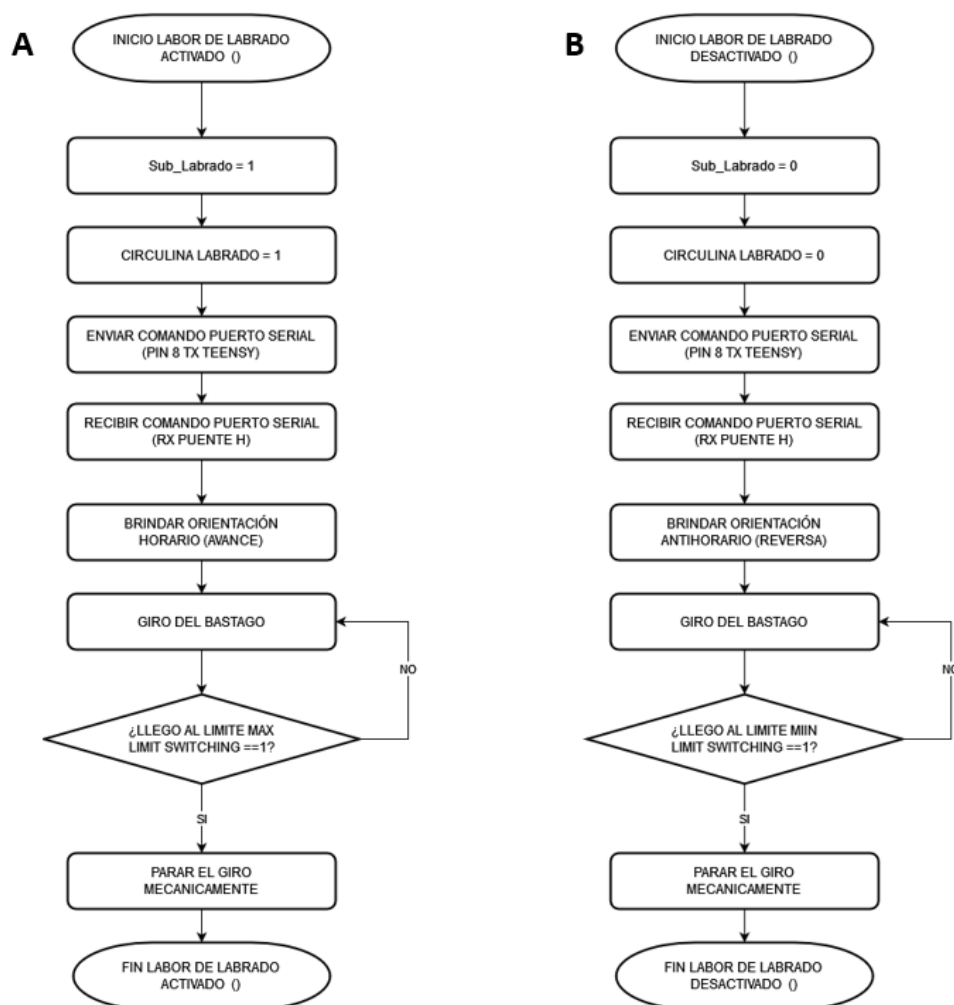 A
INICIO LABOR DE LABRADO
ACTIVADO ()
Sub_Labrado = 1
CIRCULINA LABRADO = 1
ENVIAR COMANDO PUERTO SERIAL
(PIN 8 TX TEENSY)
RECIBIR COMANDO PUERTO SERIAL
(RX PUENTE H)
BRINDAR ORIENTACIÓN
HORARIO (AVANCE)
GIRO DEL BASTAGO
NO
¿LLEGO AL LIMITE MAX
LIMIT SWITCHING ==1?
SI
PARAR EL GIRO
MECANICAMENTE
FIN LABOR DE LABRADO
ACTIVADO ()
B
INICIO LABOR DE LABRADO
DESACTIVADO ()
Sub_Labrado = 0
CIRCULINA LABRADO = 0
ENVIAR COMANDO PUERTO SERIAL
(PIN 8 TX TEENSY)
RECIBIR COMANDO PUERTO SERIAL
(RX PUENTE H)
BRINDAR ORIENTACIÓN
ANTIHORARIO (REVERSA)
GIRO DEL BASTAGO
NO
¿LLEGO AL LIMITE MIIN
LIMIT SWITCHING ==1?
SI
PARAR EL GIRO
MECANICAMENTE
FIN LABOR DE LABRADO
DESACTIVADO ()